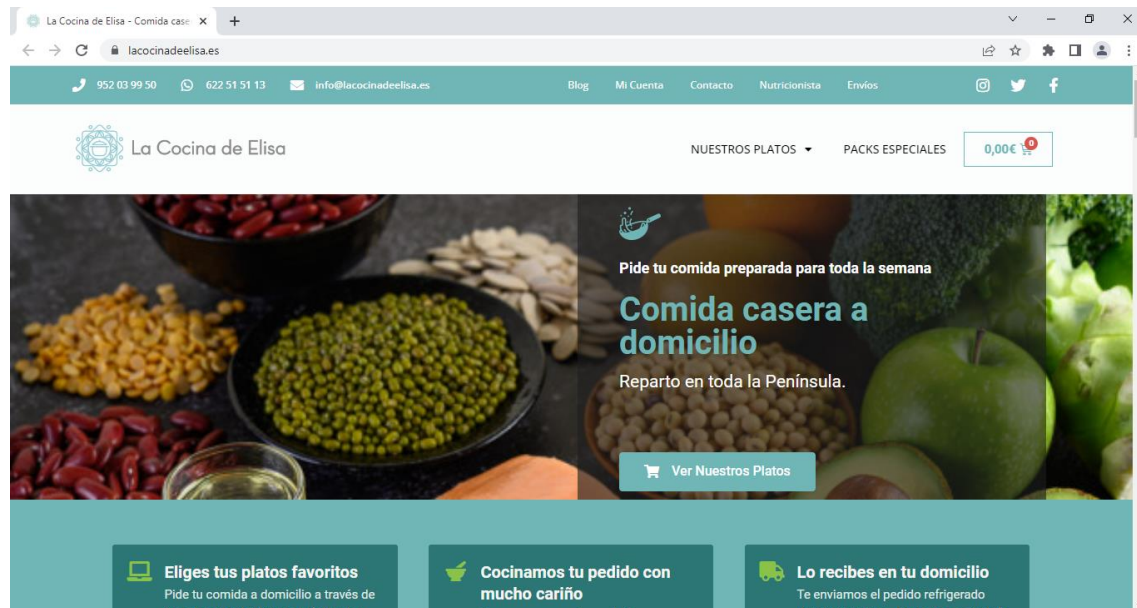 La Cocina de Elisa - Comida case
lacocinadeelisa.es
952 03 99 50
622 51 51 13
info@lacocinadeelisa.es
Blog
Mi Cuenta
Contacto
Nutricionista
Envíos
La Cocina de Elisa
NUESTROS PLATOS
PACKS ESPECIALES
0,00€
0
Pide tu comida preparada para toda la semana
Comida casera a
domicilio
Reparto en toda la Península.
Ver Nuestros Platos
Eliges tus platos favoritos
Pide tu comida a domicilio a través de
Cocinamos tu pedido con
mucho cariño
Lo recibes en tu domicilio
Te enviamos el pedido refrigerado